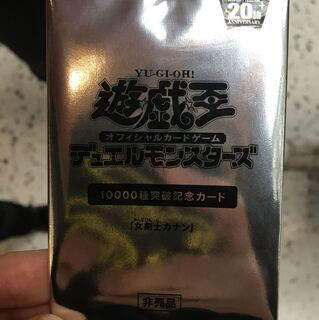 20th
ANNIVERSARY
YU-GI-OH!
遊戯王
オフィシャルカードゲーム
デュエルモンスターズ
10000種突破記念カード
「女剣士カナン」
非売品